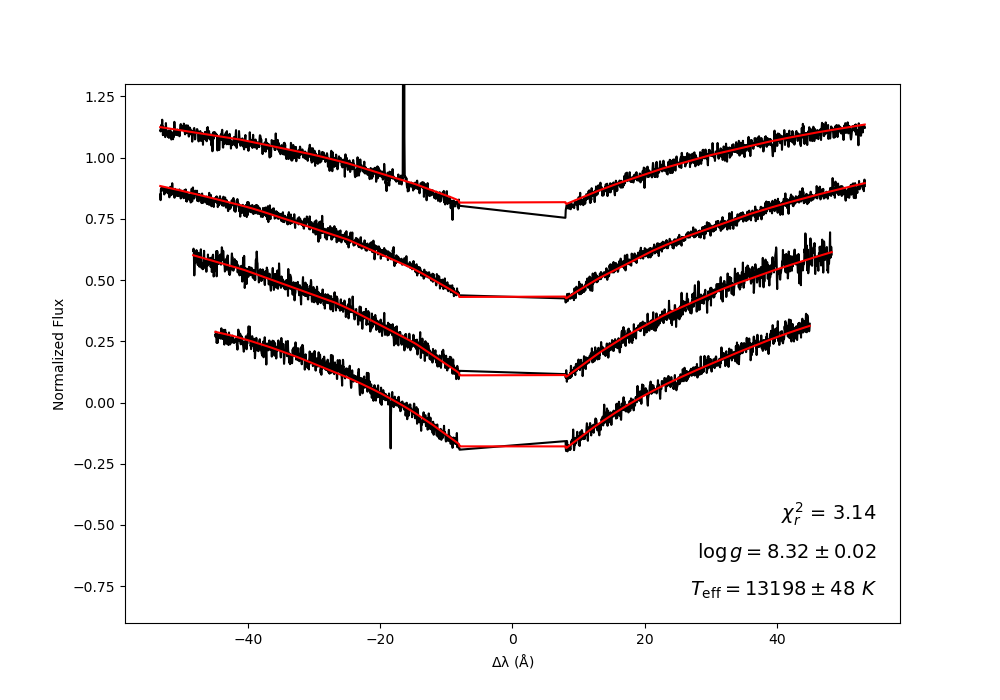 1.25
1.00
0.75
0.50
0.25
0.00
−0.25
−0.50
−0.75
Normalized Flux
χ²ᵣ = 3.14
log g = 8.32 ± 0.02
T_eff = 13198 ± 48 K
−40 −20 0 20 40
Δλ (Å)